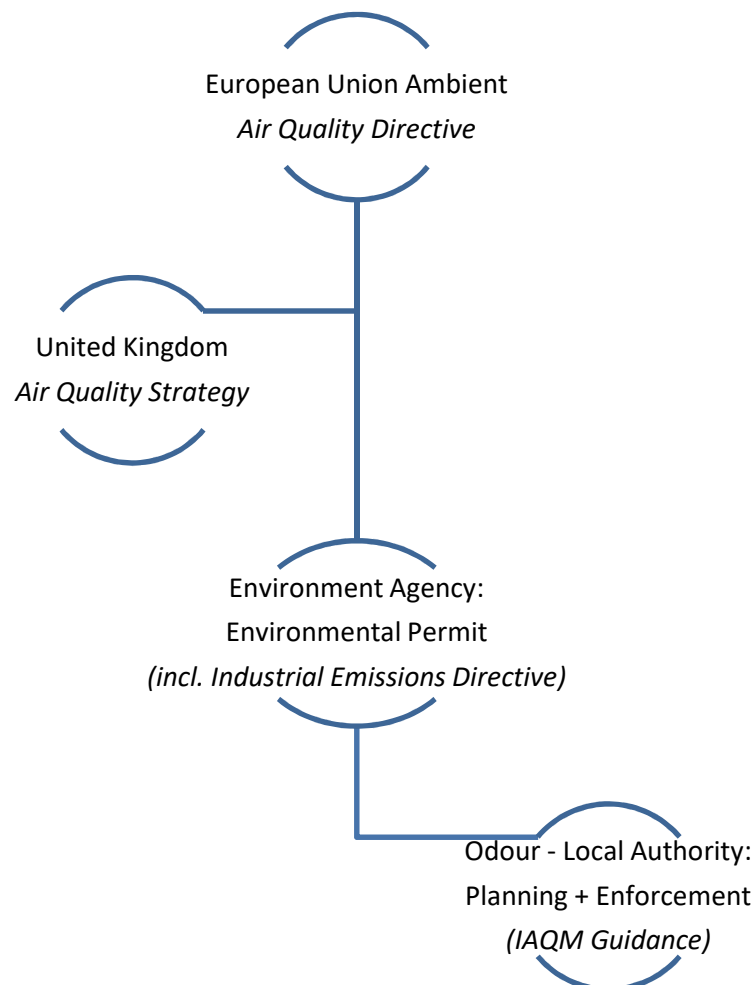 European Union Ambient
Air Quality Directive
United Kingdom
Air Quality Strategy
Environment Agency:
Environmental Permit
(incl. Industrial Emissions Directive)
Odour - Local Authority:
Planning + Enforcement
(IAQM Guidance)